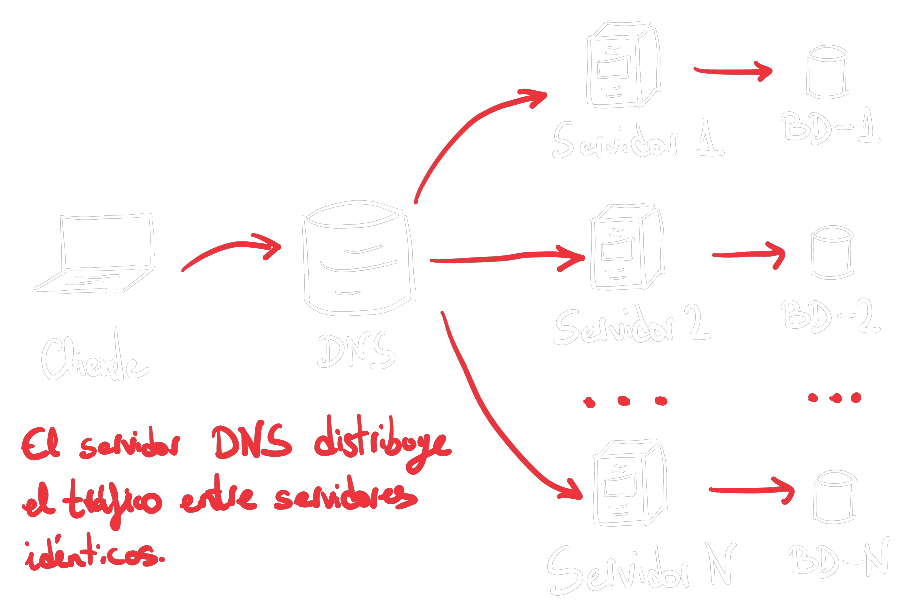 Servidor 1
BD-1
Cliente
DNS
Servidor 2
BD-2
El servidor DNS distribuye
el tráfico entre servidores
idénticos.
Servidor N
BD-N